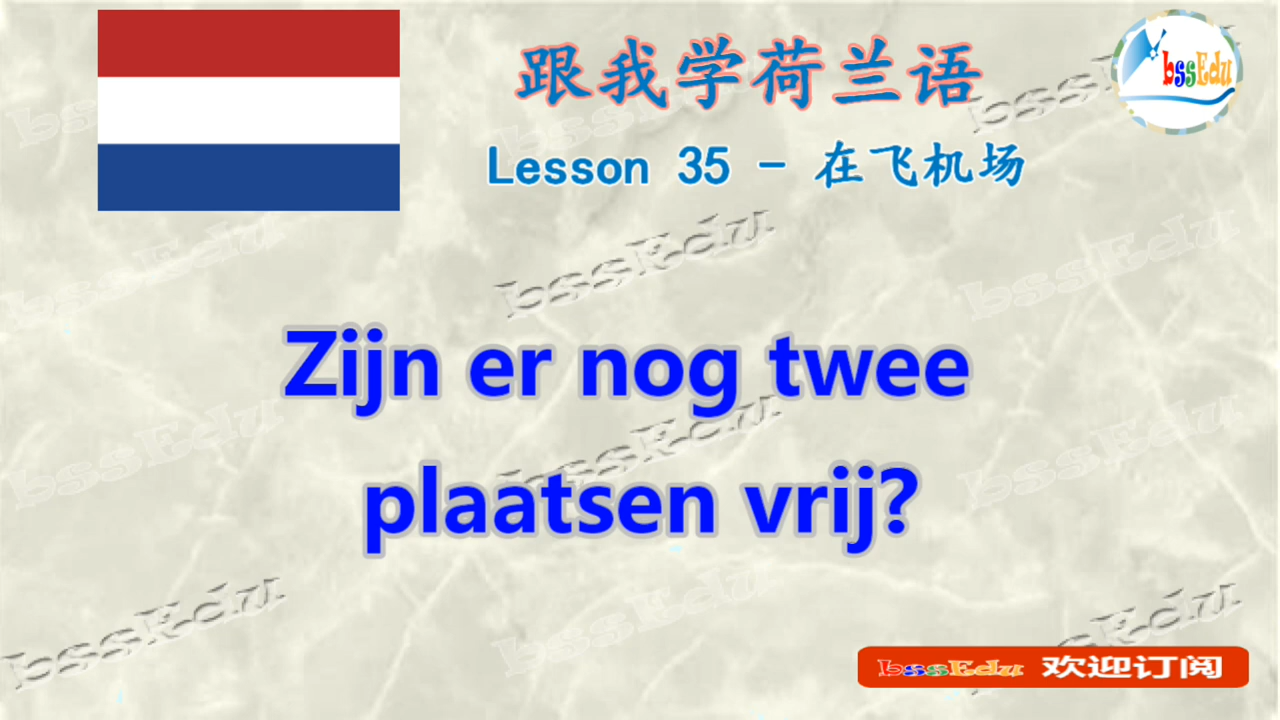 跟我学荷兰语
bssEdu
Lesson 35 - 在飞机场
Zijn er nog twee
plaatsen vrij?
bssEdu 欢迎订阅